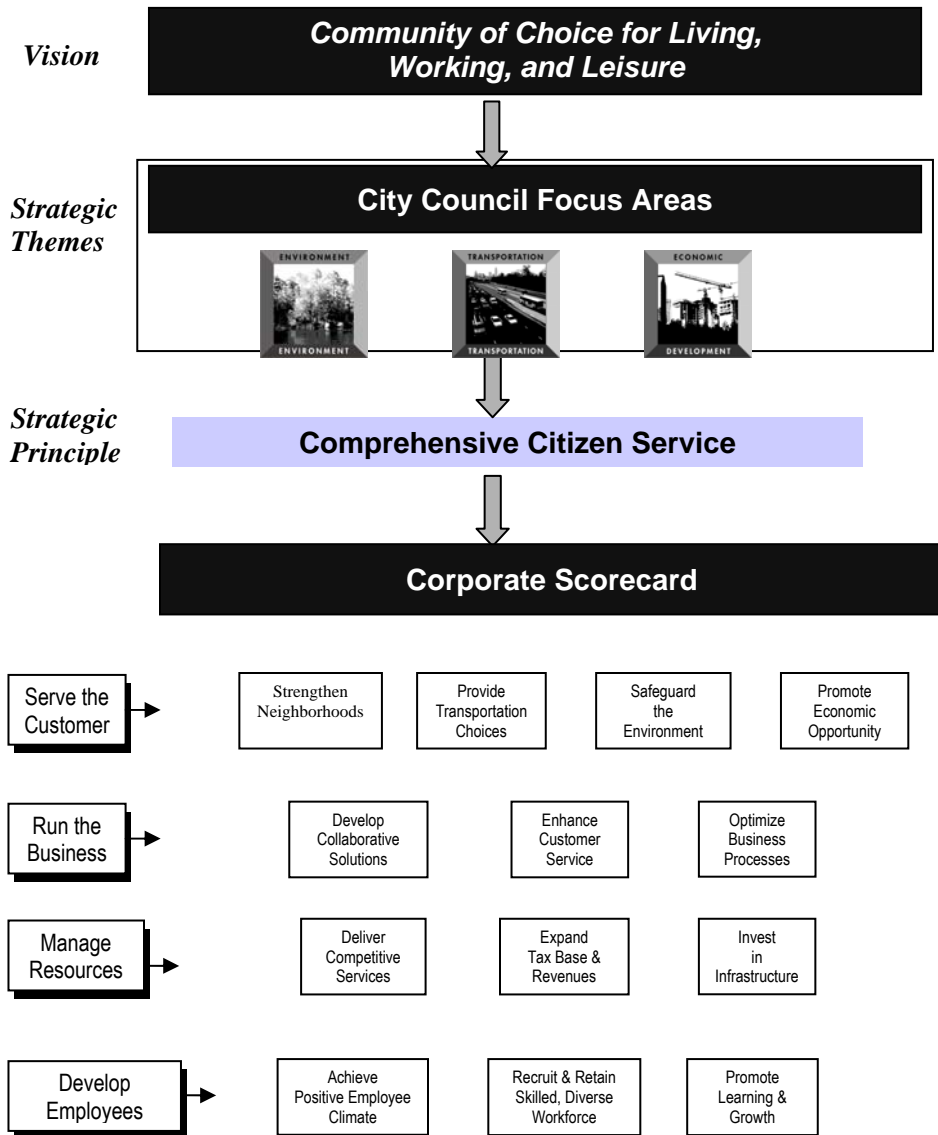 Vision
Community of Choice for Living,
Working, and Leisure
Strategic
Themes
City Council Focus Areas
ENVIRONMENT
ENVIRONMENT
TRANSPORTATION
TRANSPORTATION
ECONOMIC
DEVELOPMENT
Strategic
Principle
Comprehensive Citizen Service
Corporate Scorecard
Serve the
Customer
Strengthen
Neighborhoods
Provide
Transportation
Choices
Safeguard
the
Environment
Promote
Economic
Opportunity
Run the
Business
Develop
Collaborative
Solutions
Enhance
Customer
Service
Optimize
Business
Processes
Manage
Resources
Deliver
Competitive
Services
Expand
Tax Base &
Revenues
Invest
in
Infrastructure
Develop
Employees
Achieve
Positive Employee
Climate
Recruit & Retain
Skilled, Diverse
Workforce
Promote
Learning &
Growth